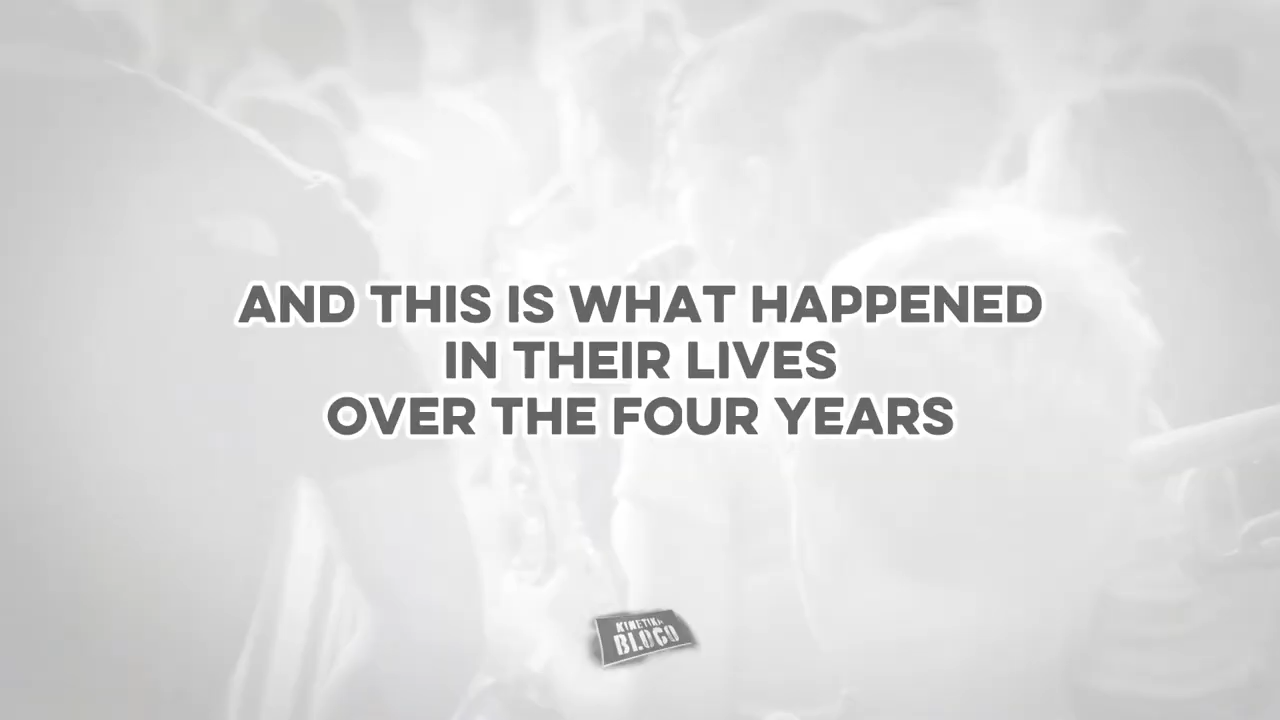 AND THIS IS WHAT HAPPENED
IN THEIR LIVES
OVER THE FOUR YEARS
KINETIKA
BLOCO